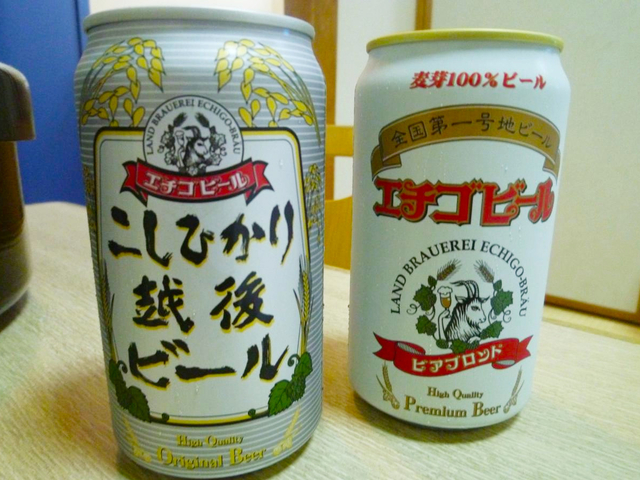 LAND BRAUEREI ECHIGO-BRÄU
エチゴビール
こしひかり
越後
ビール
High Quality
Original Beer
麦芽100%ビール
全国第一号地ビール
エチゴビール
LAND BRAUEREI ECHIGO-BRÄU
ビアブロンド
High Quality
Premium Beer